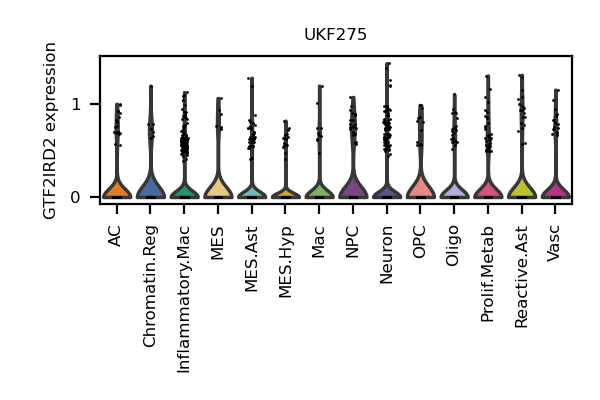 UKF275
GTF2IRD2 expression
1
0
AC
Chromatin.Reg
Inflammatory.Mac
MES
MES.Ast
MES.Hyp
Mac
NPC
Neuron
OPC
Oligo
Prolif.Metab
Reactive.Ast
Vasc